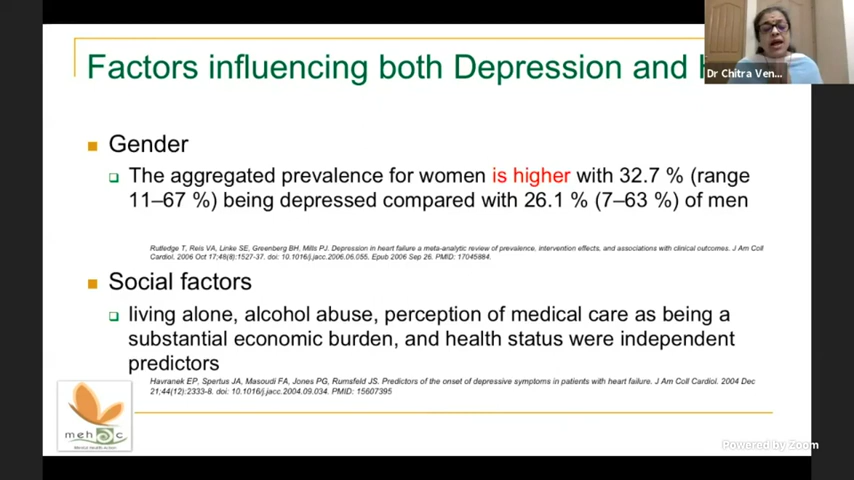 Factors influencing both Depression and
Dr Chitra Ven...
Gender
The aggregated prevalence for women is higher with 32.7 % (range
11–67 %) being depressed compared with 26.1 % (7–63 %) of men
Rutledge T, Reis VA, Linke SE, Greenberg BH, Mills PJ. Depression in heart failure a meta-analytic review of prevalence, intervention effects, and associations with clinical outcomes. J Am Coll
Cardiol. 2006 Oct 17;48(8):1527-37. doi: 10.1016/j.jacc.2006.06.055. Epub 2006 Sep 26. PMID: 17045884.
Social factors
living alone, alcohol abuse, perception of medical care as being a
substantial economic burden, and health status were independent
predictors
Havranek EP, Spertus JA, Masoudi FA, Jones PG, Rumsfeld JS. Predictors of the onset of depressive symptoms in patients with heart failure. J Am Coll Cardiol. 2004 Dec
21;44(12):2333-8. doi: 10.1016/j.jacc.2004.09.034. PMID: 15607395
mehac
Powered by Zoom